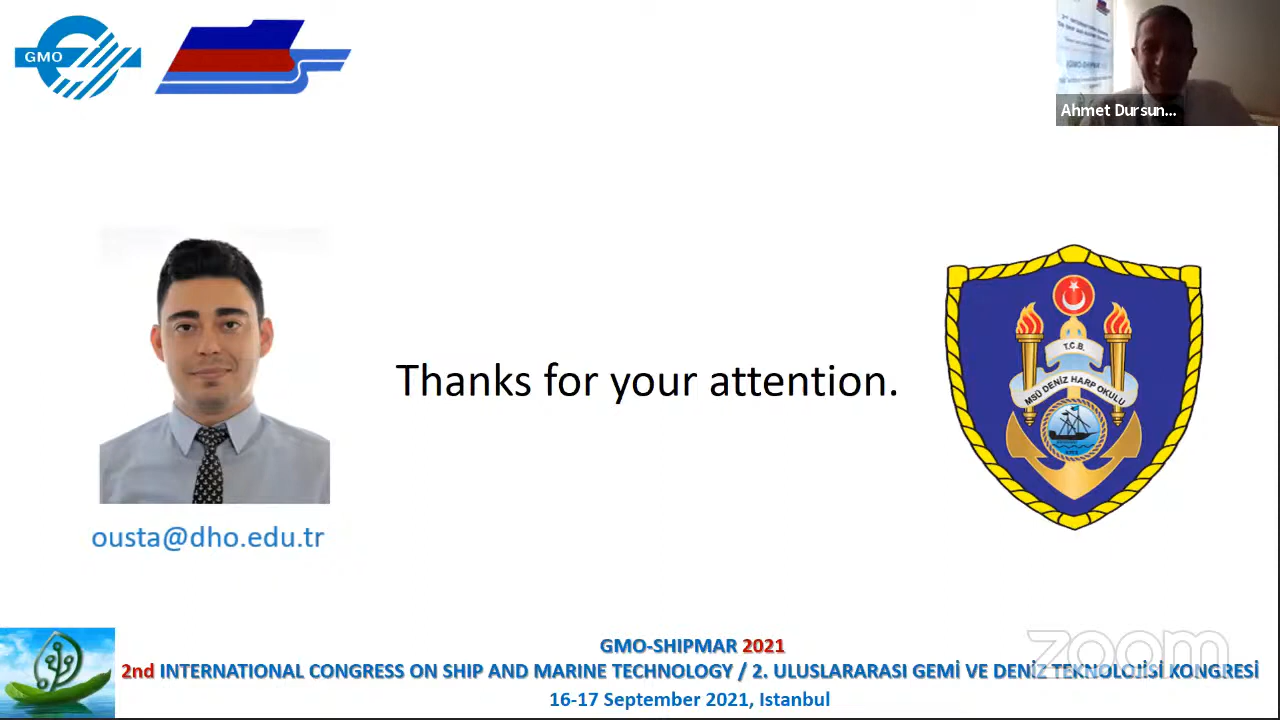 GMO
Ahmet Dursun...
T.C.B.
MSÜ DENİZ HARP OKULU
Thanks for your attention.
ousta@dho.edu.tr
GMO-SHIPMAR 2021
2nd INTERNATIONAL CONGRESS ON SHIP AND MARINE TECHNOLOGY / 2. ULUSLARARASI GEMİ VE DENİZ TEKNOLOJİSİ KONGRESİ
16-17 September 2021, Istanbul
zoom